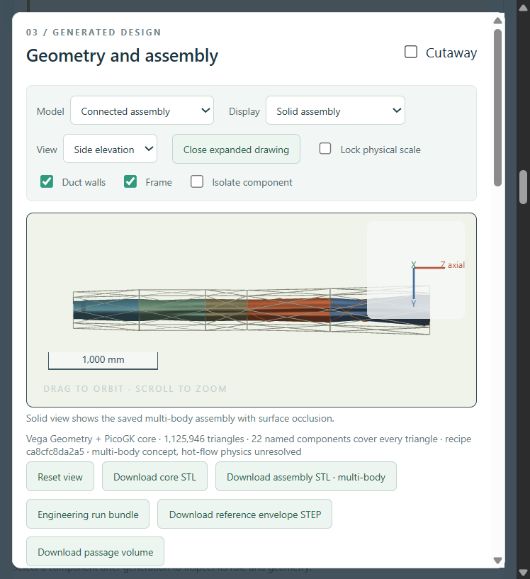 03 / GENERATED DESIGN
Geometry and assembly
Cutaway
Model Connected assembly Display Solid assembly
View Side elevation Close expanded drawing Lock physical scale
Duct walls Frame Isolate component
X Z axial
Y
1,000 mm
DRAG TO ORBIT · SCROLL TO ZOOM
Solid view shows the saved multi-body assembly with surface occlusion.
Vega Geometry + PicoGK core · 1,125,946 triangles · 22 named components cover every triangle · recipe
ca8cfc8da2a5 · multi-body concept, hot-flow physics unresolved
Reset view Download core STL Download assembly STL · multi-body
Engineering run bundle Download reference envelope STEP
Download passage volume